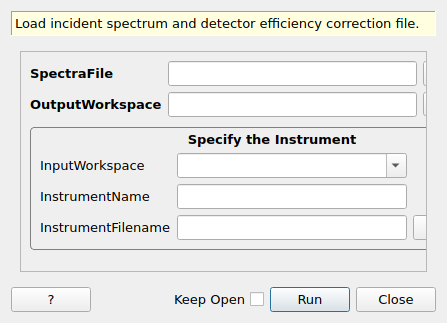 Load incident spectrum and detector efficiency correction file.
SpectraFile
OutputWorkspace
Specify the Instrument
InputWorkspace
InstrumentName
InstrumentFilename
? Keep Open Run Close